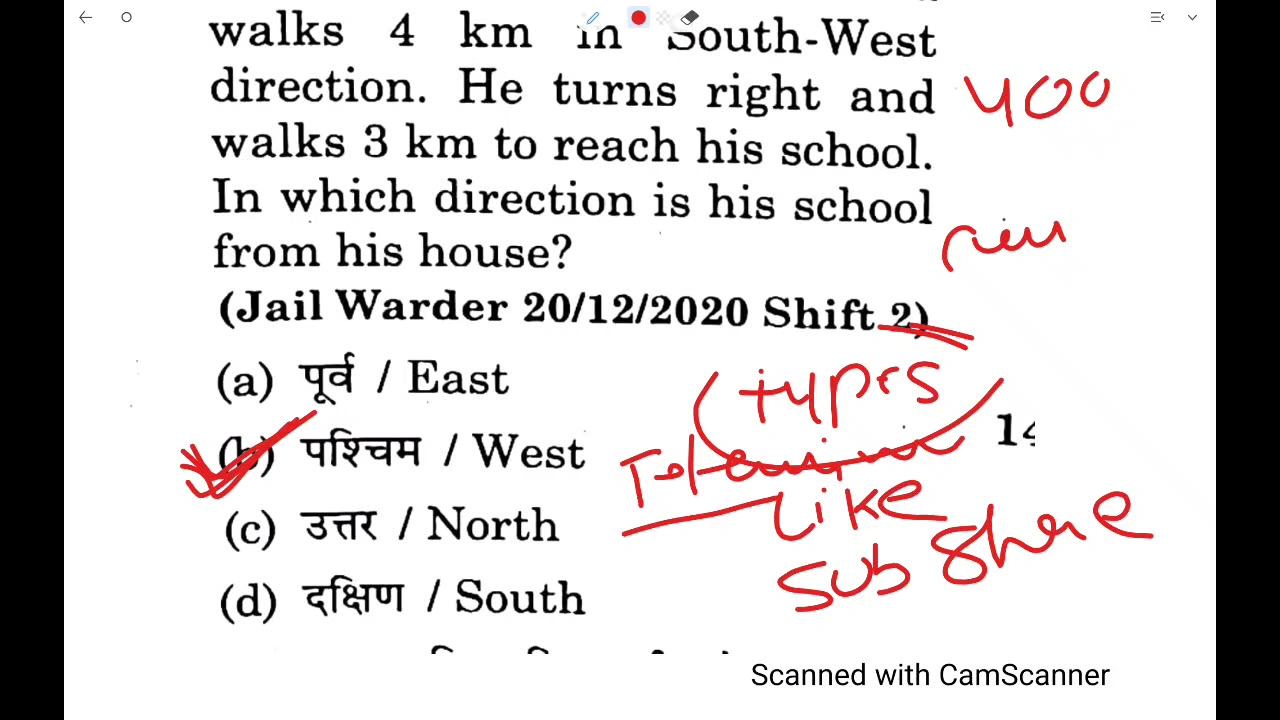 walks 4 km in South-West
direction. He turns right and
walks 3 km to reach his school.
In which direction is his school
from his house?
(Jail Warder 20/12/2020 Shift 2)
(a) पूर्व / East
(b) पश्चिम / West
(c) उत्तर / North
(d) दक्षिण / South
400
types
14
Like
Sub Share
Scanned with CamScanner